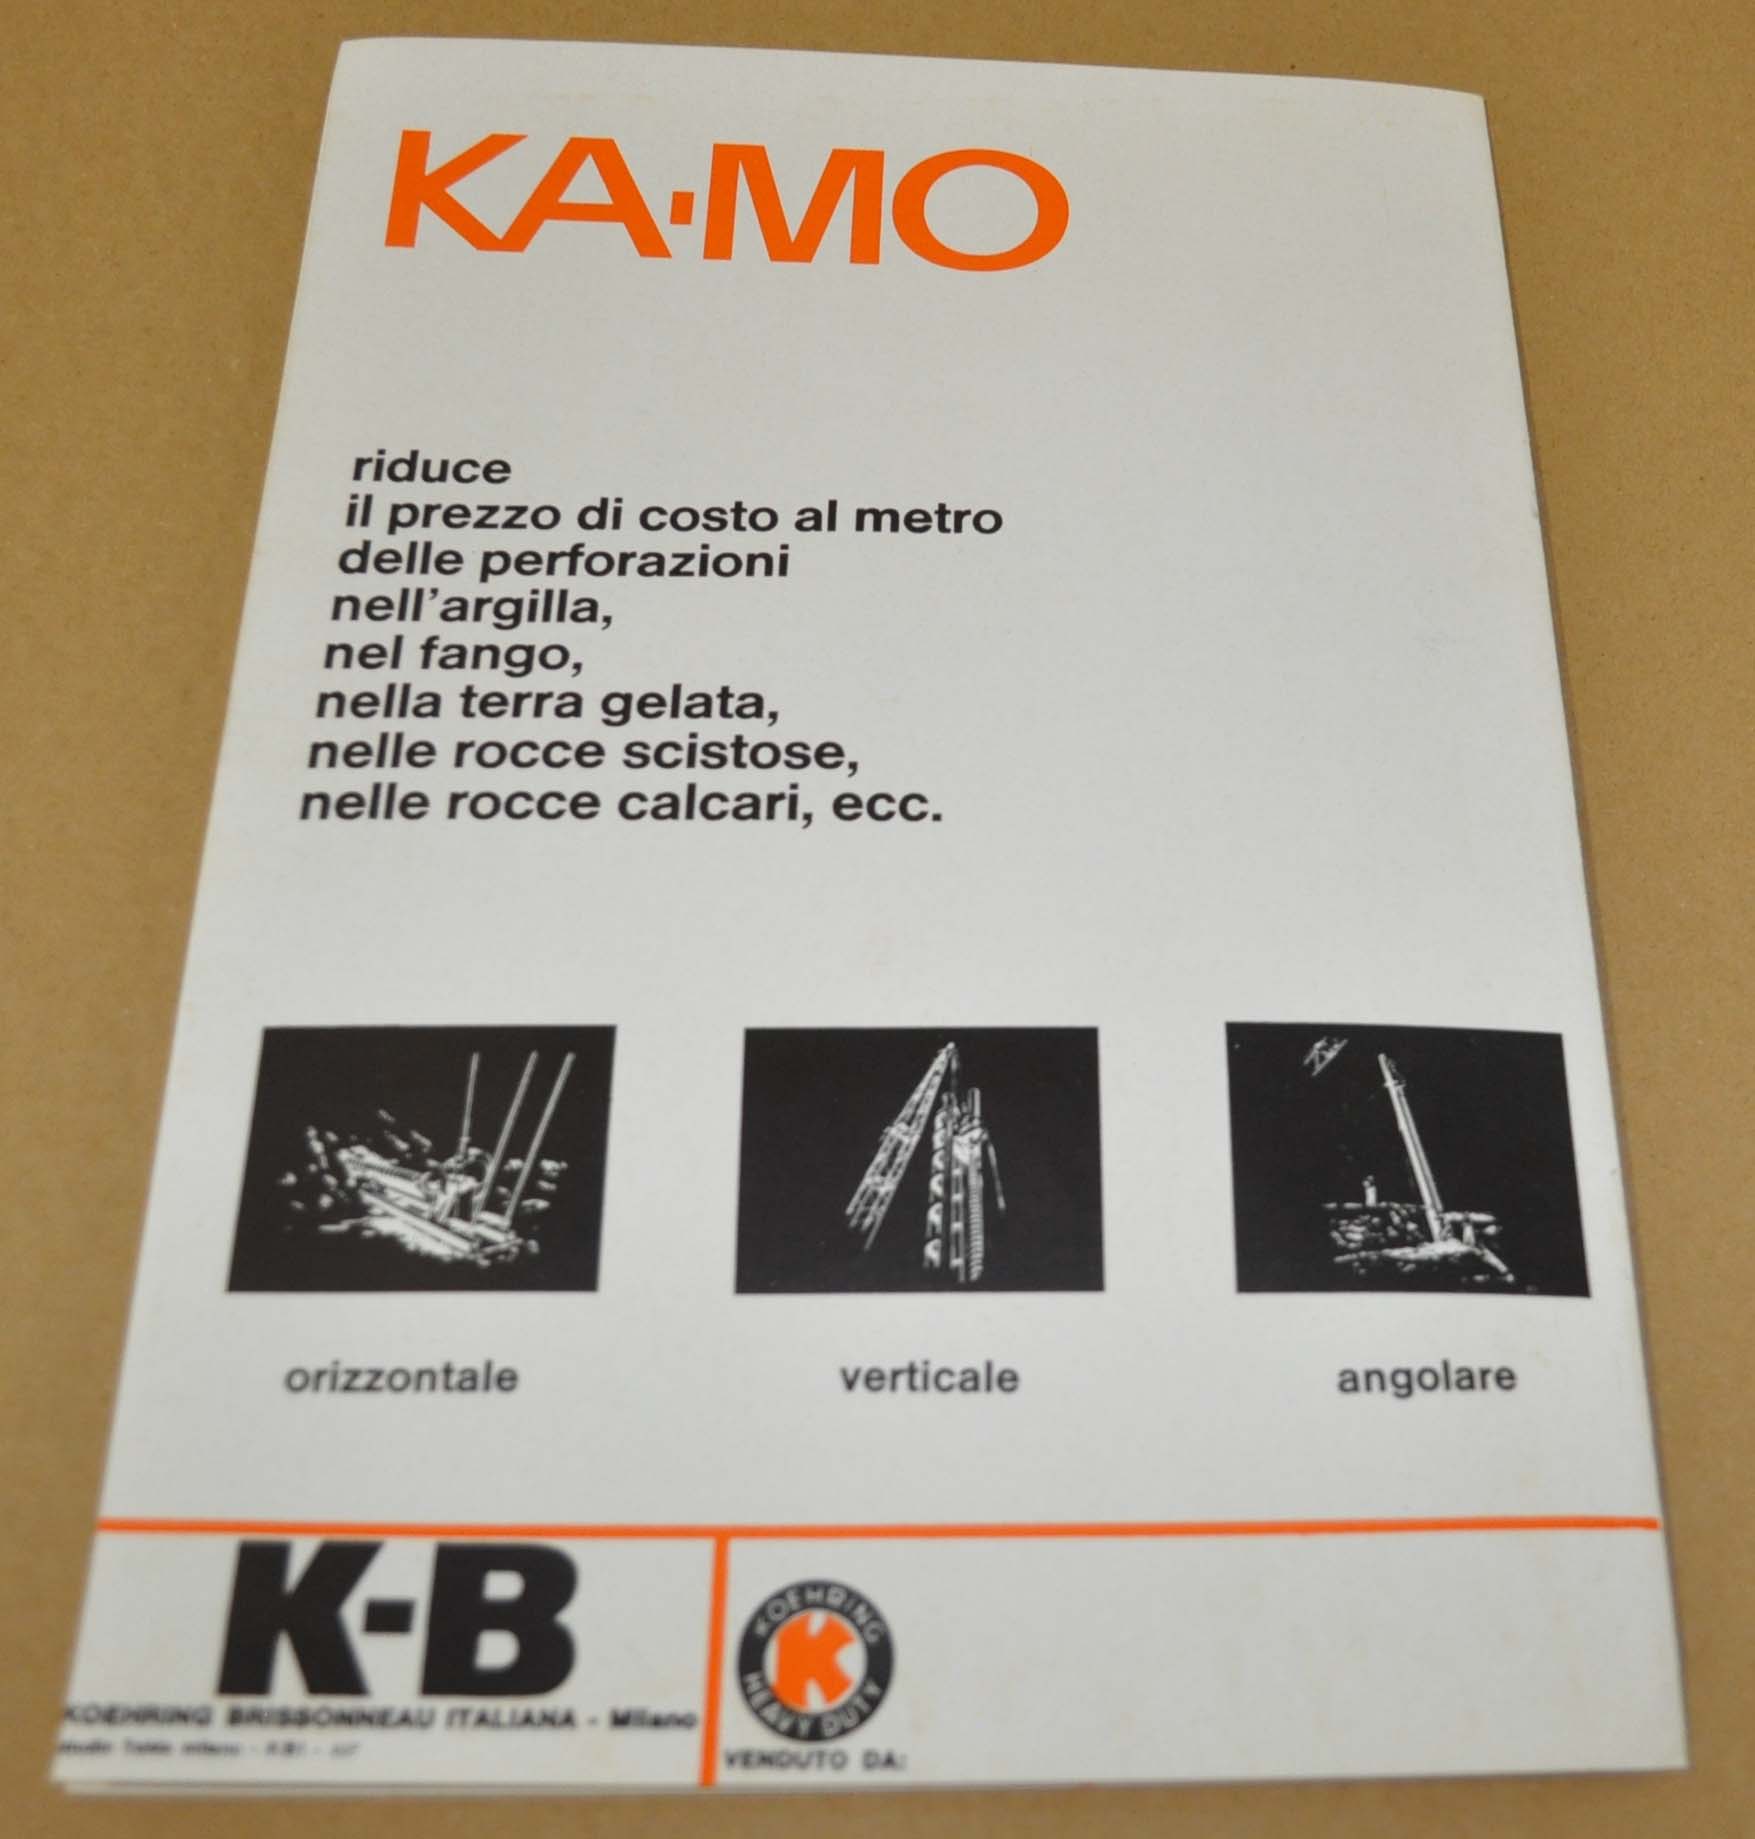 KA·MO
riduce
il prezzo di costo al metro
delle perforazioni
nell'argilla,
nel fango,
nella terra gelata,
nelle rocce scistose,
nelle rocce calcari, ecc.
orizzontale
verticale
angolare
K-B
KOEHRING BRISSONNEAU ITALIANA - Milano
KOEHRING
K
HEAVY DUTY
VENDUTO DA: